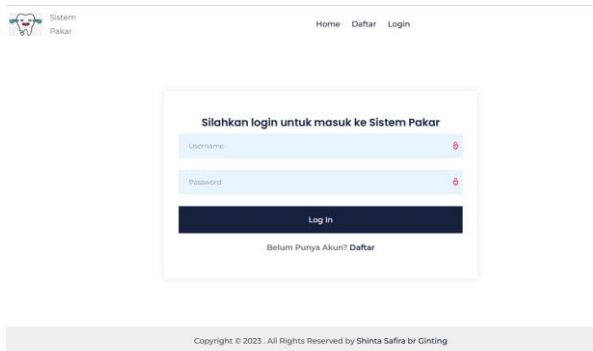 Sistem
Pakar
Home Daftar Login
Silahkan login untuk masuk ke Sistem Pakar
Username
Password
Log In
Belum Punya Akun? Daftar
Copyright © 2023 . All Rights Reserved by Shinta Safira br Ginting